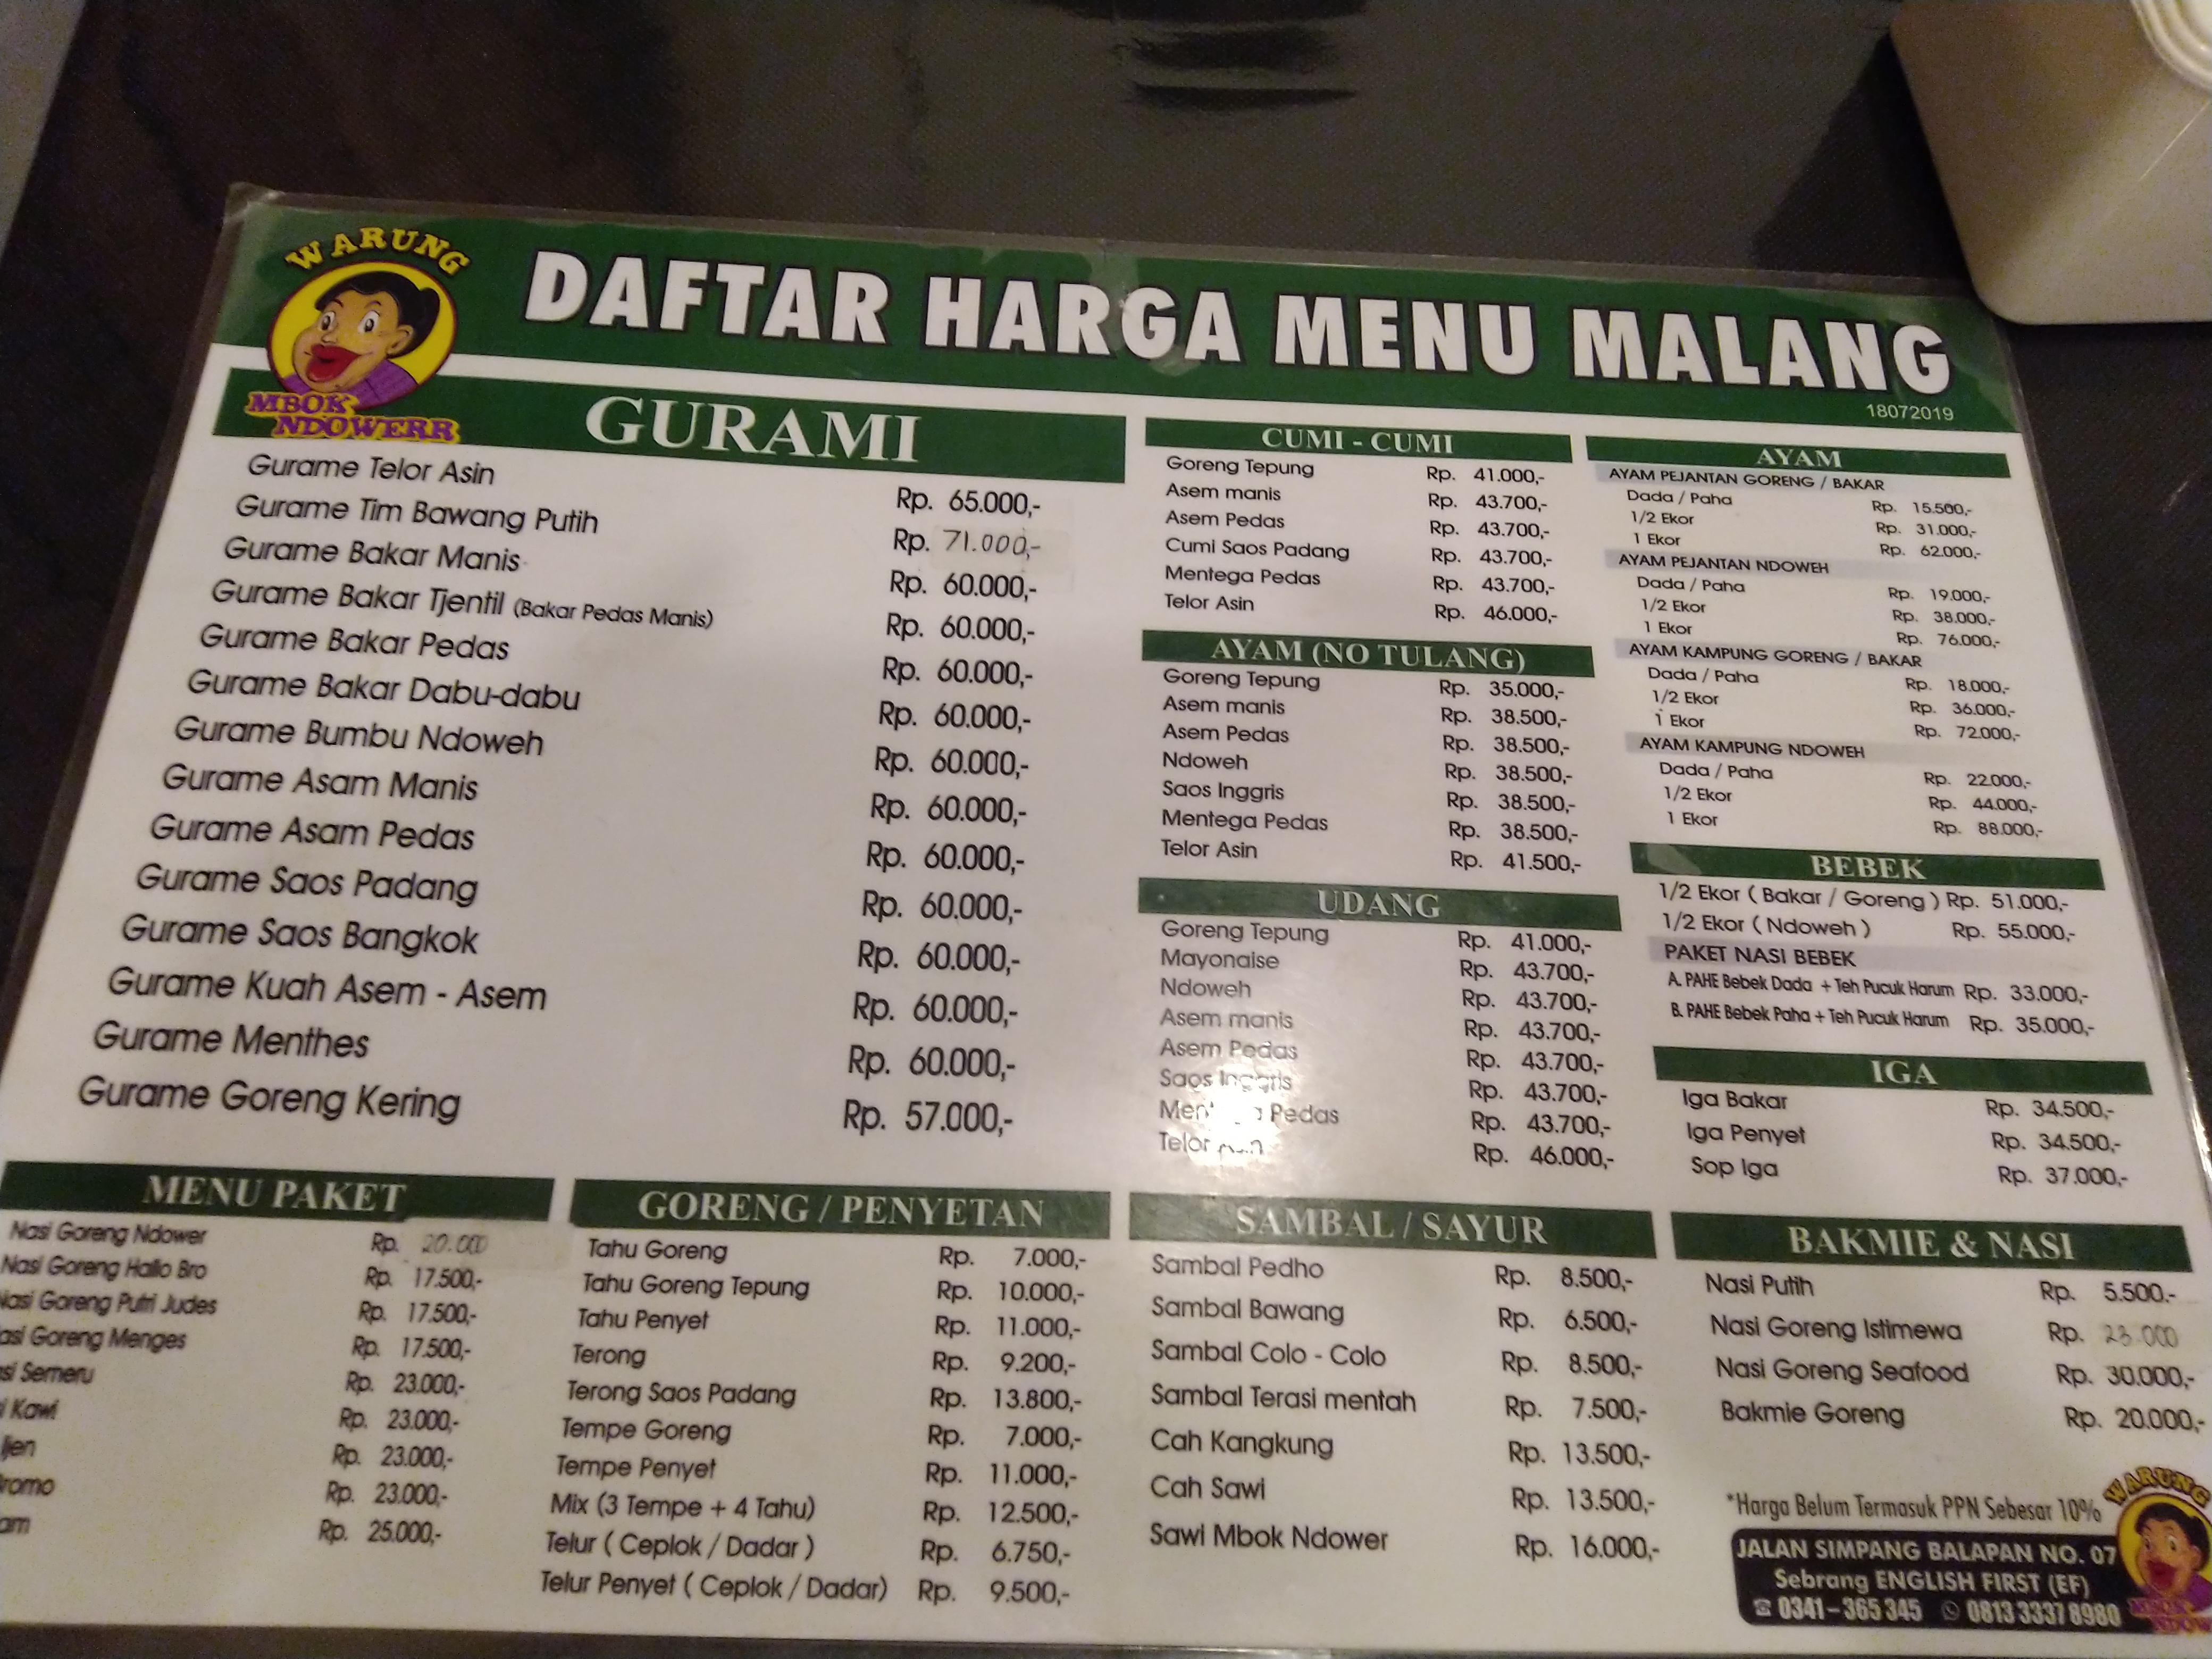 WARUNG
MBOK
NDOWERR
DAFTAR HARGA MENU MALANG
18072019
GURAMI
Gurame Telor Asin Rp. 65.000,-
Gurame Tim Bawang Putih Rp. 71.000,-
Gurame Bakar Manis Rp. 60.000,-
Gurame Bakar Tjentil (Bakar Pedas Manis) Rp. 60.000,-
Gurame Bakar Pedas Rp. 60.000,-
Gurame Bakar Dabu-dabu Rp. 60.000,-
Gurame Bumbu Ndoweh Rp. 60.000,-
Gurame Asam Manis Rp. 60.000,-
Gurame Asam Pedas Rp. 60.000,-
Gurame Saos Padang Rp. 60.000,-
Gurame Saos Bangkok Rp. 60.000,-
Gurame Kuah Asem - Asem Rp. 60.000,-
Gurame Menthes Rp. 60.000,-
Gurame Goreng Kering Rp. 57.000,-
CUMI - CUMI
Goreng Tepung Rp. 41.000,-
Asem manis Rp. 43.700,-
Asem Pedas Rp. 43.700,-
Cumi Saos Padang Rp. 43.700,-
Mentega Pedas Rp. 43.700,-
Telor Asin Rp. 46.000,-
AYAM (NO TULANG)
Goreng Tepung Rp. 35.000,-
Asem manis Rp. 38.500,-
Asem Pedas Rp. 38.500,-
Ndoweh Rp. 38.500,-
Saos Inggris Rp. 38.500,-
Mentega Pedas Rp. 38.500,-
Telor Asin Rp. 41.500,-
UDANG
Goreng Tepung Rp. 41.000,-
Mayonaise Rp. 43.700,-
Ndoweh Rp. 43.700,-
Asem manis Rp. 43.700,-
Asem Pedas Rp. 43.700,-
Saos Inggris Rp. 43.700,-
Mentega Pedas Rp. 43.700,-
Telor Asin Rp. 46.000,-
AYAM
AYAM PEJANTAN GORENG / BAKAR
Dada / Paha Rp. 15.500,-
1/2 Ekor Rp. 31.000,-
1 Ekor Rp. 62.000,-
AYAM PEJANTAN NDOWEH
Dada / Paha Rp. 19.000,-
1/2 Ekor Rp. 38.000,-
1 Ekor Rp. 76.000,-
AYAM KAMPUNG GORENG / BAKAR
Dada / Paha Rp. 18.000,-
1/2 Ekor Rp. 36.000,-
1 Ekor Rp. 72.000,-
AYAM KAMPUNG NDOWEH
Dada / Paha Rp. 22.000,-
1/2 Ekor Rp. 44.000,-
1 Ekor Rp. 88.000,-
BEBEK
1/2 Ekor ( Bakar / Goreng ) Rp. 51.000,-
1/2 Ekor ( Ndoweh ) Rp. 55.000,-
PAKET NASI BEBEK
A. PAHE Bebek Dada + Teh Pucuk Harum Rp. 33.000,-
B. PAHE Bebek Paha + Teh Pucuk Harum Rp. 35.000,-
IGA
Iga Bakar Rp. 34.500,-
Iga Penyet Rp. 34.500,-
Sop Iga Rp. 37.000,-
MENU PAKET
Nasi Goreng Ndower Rp. 20.000
Nasi Goreng Hallo Bro Rp. 17.500,-
Nasi Goreng Putri Judes Rp. 17.500,-
asi Goreng Menges Rp. 17.500,-
si Semeru Rp. 23.000,-
i Kawi Rp. 23.000,-
Ijen Rp. 23.000,-
romo Rp. 23.000,-
am Rp. 25.000,-
GORENG / PENYETAN
Tahu Goreng Rp. 7.000,-
Tahu Goreng Tepung Rp. 10.000,-
Tahu Penyet Rp. 11.000,-
Terong Rp. 9.200,-
Terong Saos Padang Rp. 13.800,-
Tempe Goreng Rp. 7.000,-
Tempe Penyet Rp. 11.000,-
Mix (3 Tempe + 4 Tahu) Rp. 12.500,-
Telur ( Ceplok / Dadar ) Rp. 6.750,-
Telur Penyet ( Ceplok / Dadar) Rp. 9.500,-
SAMBAL / SAYUR
Sambal Pedho Rp. 8.500,-
Sambal Bawang Rp. 6.500,-
Sambal Colo - Colo Rp. 8.500,-
Sambal Terasi mentah Rp. 7.500,-
Cah Kangkung Rp. 13.500,-
Cah Sawi Rp. 13.500,-
Sawi Mbok Ndower Rp. 16.000,-
BAKMIE & NASI
Nasi Putih Rp. 5.500.-
Nasi Goreng Istimewa Rp. 23.000
Nasi Goreng Seafood Rp. 30.000,-
Bakmie Goreng Rp. 20.000,-
*Harga Belum Termasuk PPN Sebesar 10%
JALAN SIMPANG BALAPAN NO. 07
Sebrang ENGLISH FIRST (EF)
0341-365 345 0813 3337 8980
WARUNG
MBOK